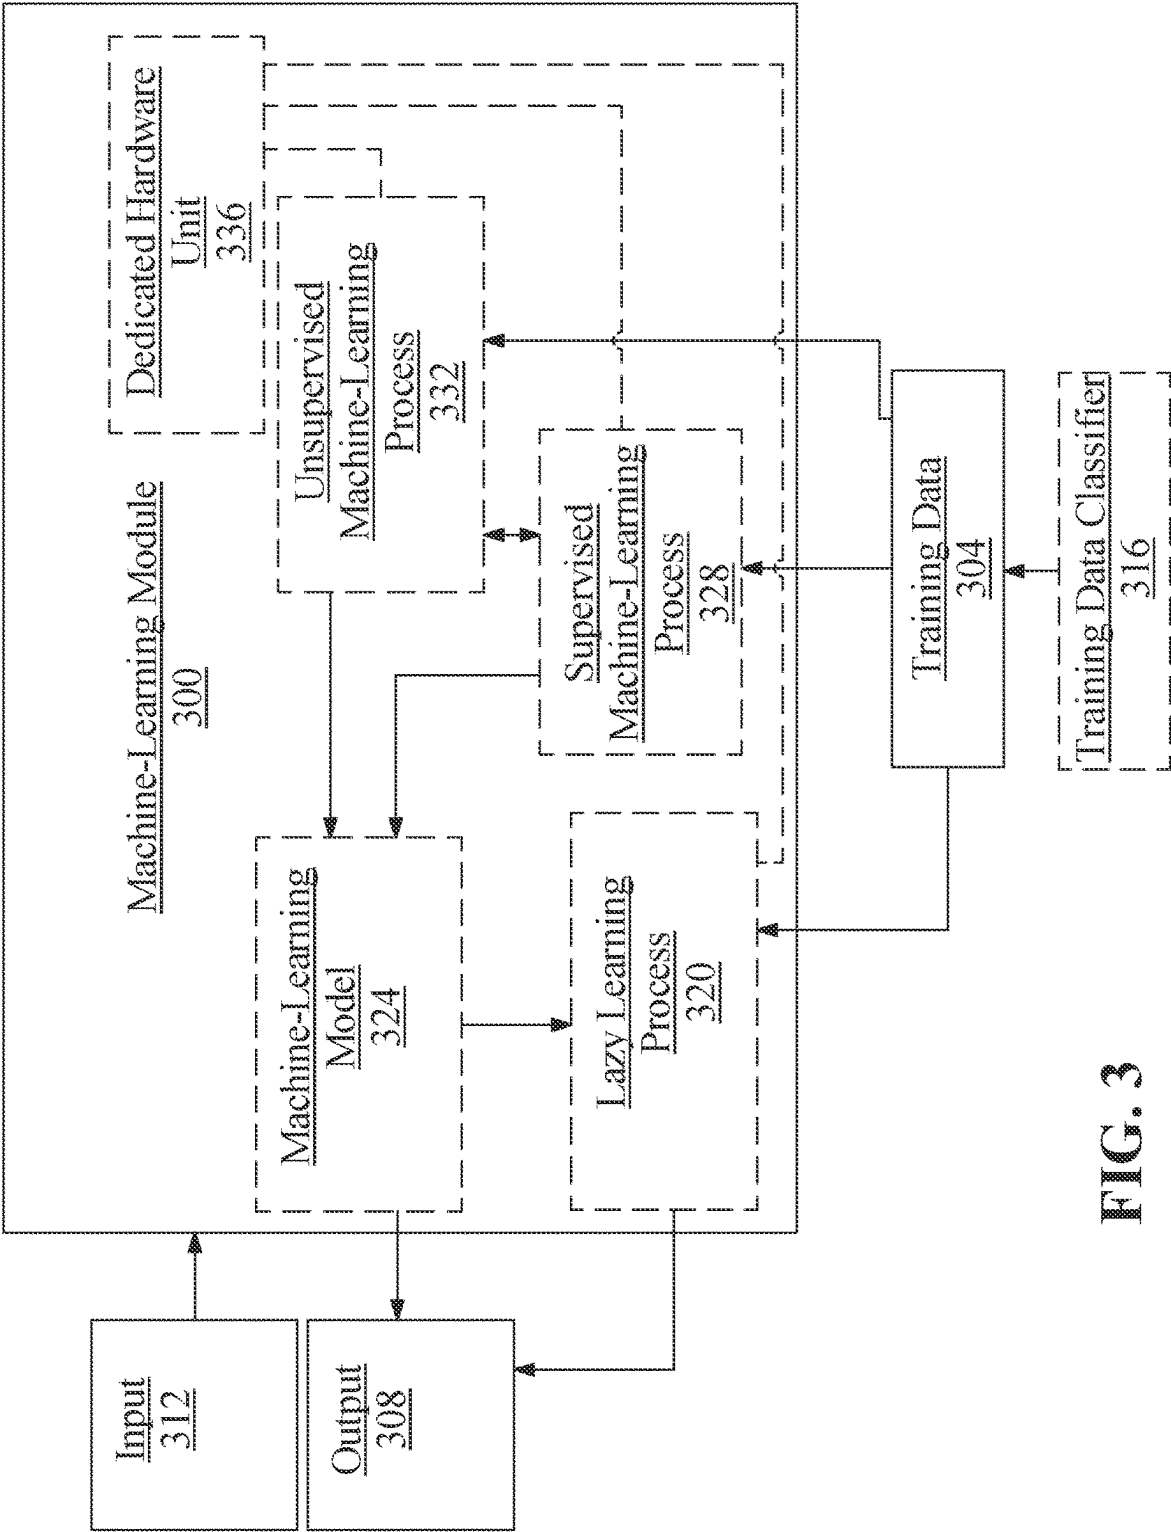 Machine-Learning Module
300
Dedicated Hardware
Unit
336
Input
312
Output
308
Machine-Learning
Model
324
Unsupervised
Machine-Learning
Process
332
Lazy Learning
Process
320
Supervised
Machine-Learning
Process
328
Training Data
304
Training Data Classifier
316
FIG. 3